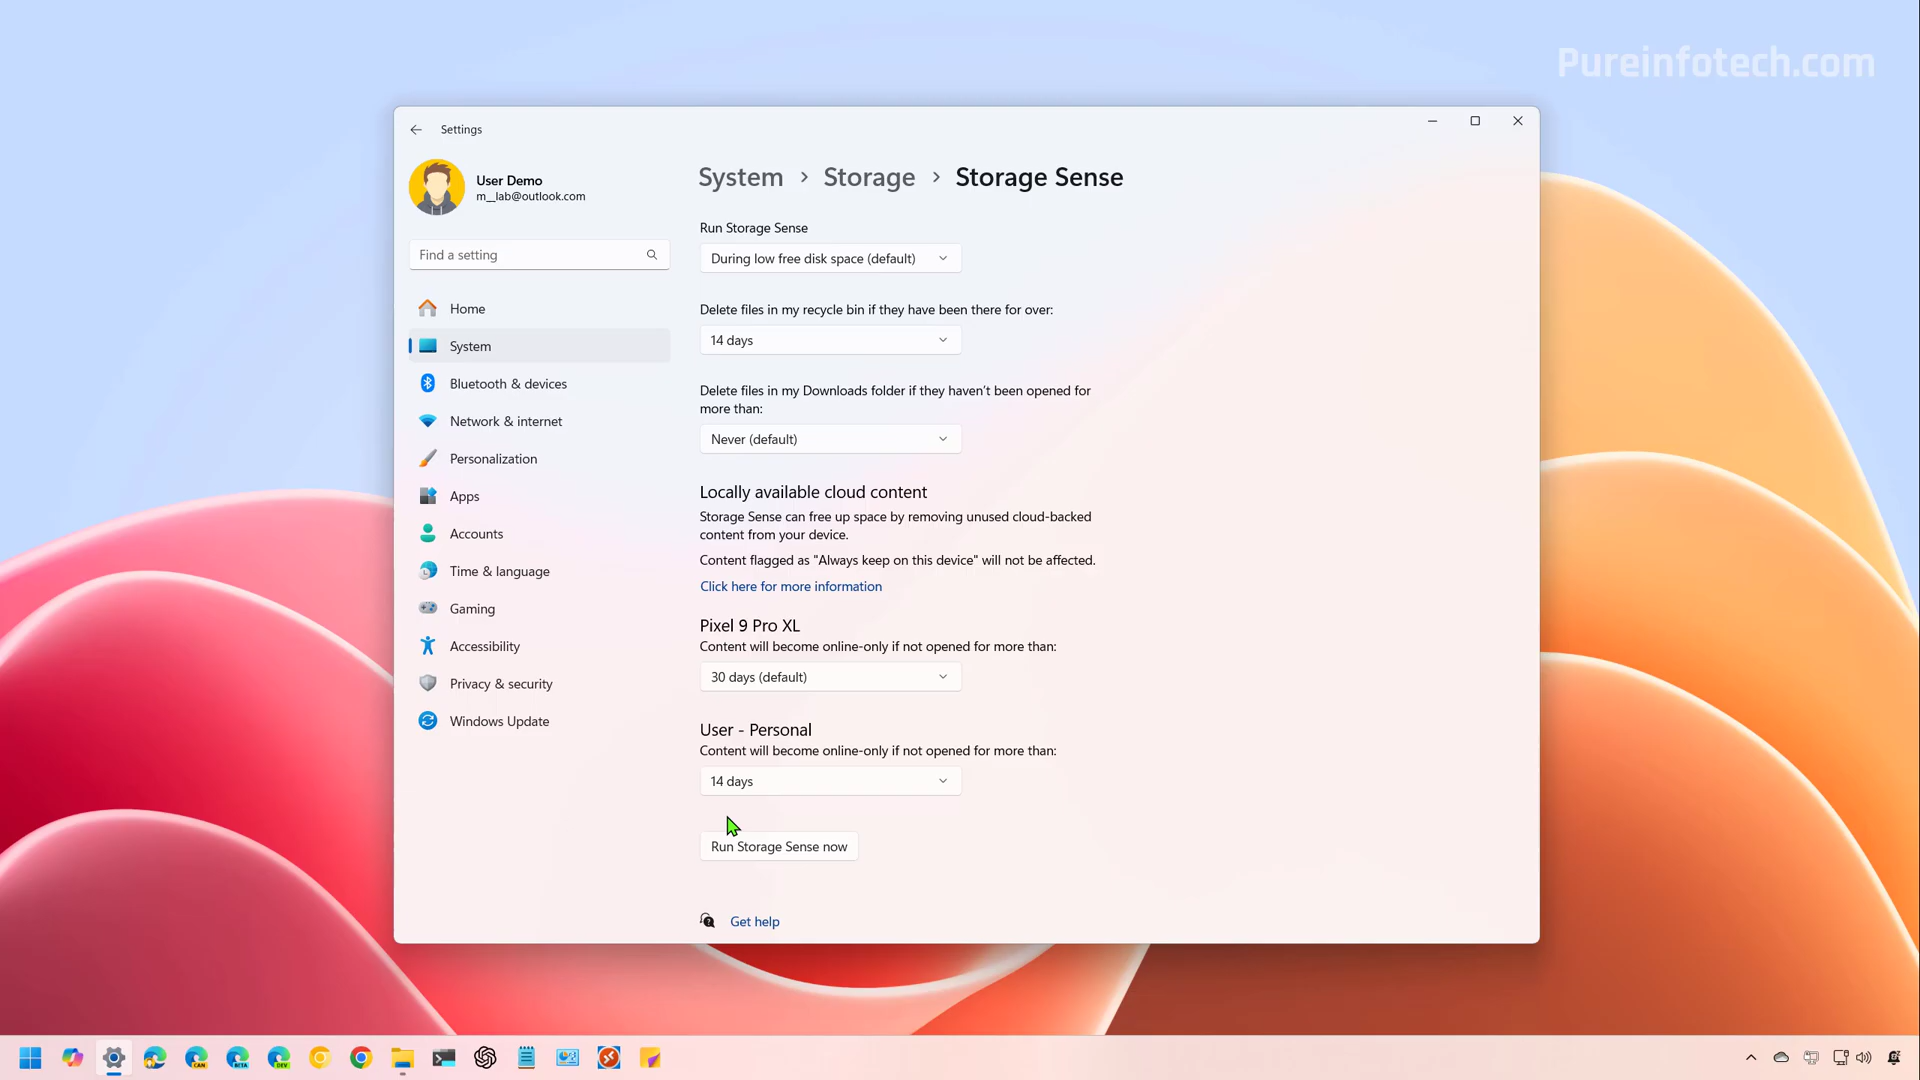 Pureinfotech.com
Settings
User Demo
m__lab@outlook.com
Find a setting
Home
System
Bluetooth & devices
Network & internet
Personalization
Apps
Accounts
Time & language
Gaming
Accessibility
Privacy & security
Windows Update
System > Storage > Storage Sense
Run Storage Sense
During low free disk space (default)
Delete files in my recycle bin if they have been there for over:
14 days
Delete files in my Downloads folder if they haven't been opened for
more than:
Never (default)
Locally available cloud content
Storage Sense can free up space by removing unused cloud-backed
content from your device.
Content flagged as "Always keep on this device" will not be affected.
Click here for more information
Pixel 9 Pro XL
Content will become online-only if not opened for more than:
30 days (default)
User - Personal
Content will become online-only if not opened for more than:
14 days
Run Storage Sense now
Get help
CAN
BETA
DEV